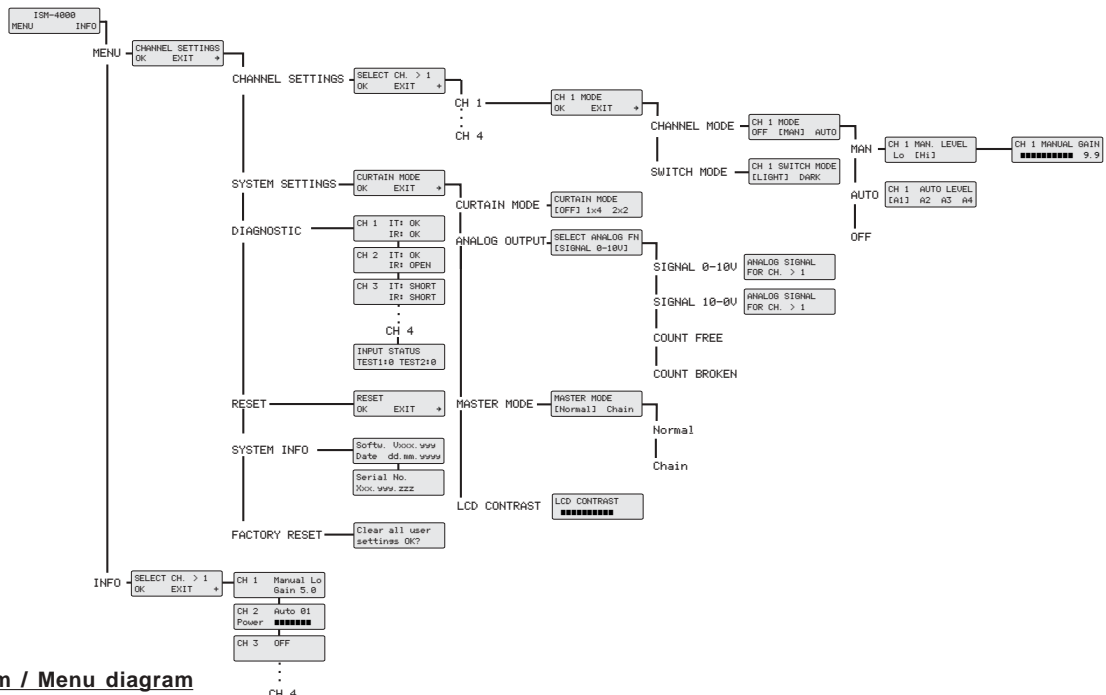 ISM-4000
MENU INFO
MENU
CHANNEL SETTINGS
OK EXIT →
CHANNEL SETTINGS
SELECT CH. > 1
OK EXIT +
CH 1
CH 4
CH 1 MODE
OK EXIT →
CHANNEL MODE
CH 1 MODE
OFF [MAN] AUTO
MAN
CH 1 MAN. LEVEL
Lo [Hi]
CH 1 MANUAL GAIN
9.9
SWITCH MODE
CH 1 SWITCH MODE
[LIGHT] DARK
AUTO
CH 1 AUTO LEVEL
[A1] A2 A3 A4
OFF
SYSTEM SETTINGS
CURTAIN MODE
OK EXIT →
CURTAIN MODE
CURTAIN MODE
[OFF] 1x4 2x2
DIAGNOSTIC
CH 1 IT: OK
IR: OK
CH 2 IT: OK
IR: OPEN
CH 3 IT: SHORT
IR: SHORT
CH 4
INPUT STATUS
TEST1:0 TEST2:0
ANALOG OUTPUT
SELECT ANALOG FN
[SIGNAL 0-10V]
SIGNAL 0-10V
ANALOG SIGNAL
FOR CH. > 1
SIGNAL 10-0V
ANALOG SIGNAL
FOR CH. > 1
COUNT FREE
COUNT BROKEN
RESET
RESET
OK EXIT →
MASTER MODE
MASTER MODE
[Normal] Chain
Normal
Chain
SYSTEM INFO
Softw. Vxxx.yyy
Date dd.mm.yyyy
Serial No.
Xxx.yyy.zzz
LCD CONTRAST
LCD CONTRAST
FACTORY RESET
Clear all user
settings OK?
INFO
SELECT CH. > 1
OK EXIT +
CH 1 Manual Lo
Gain 5.0
CH 2 Auto 01
Power
CH 3 OFF
CH 4
/ Menu diagram